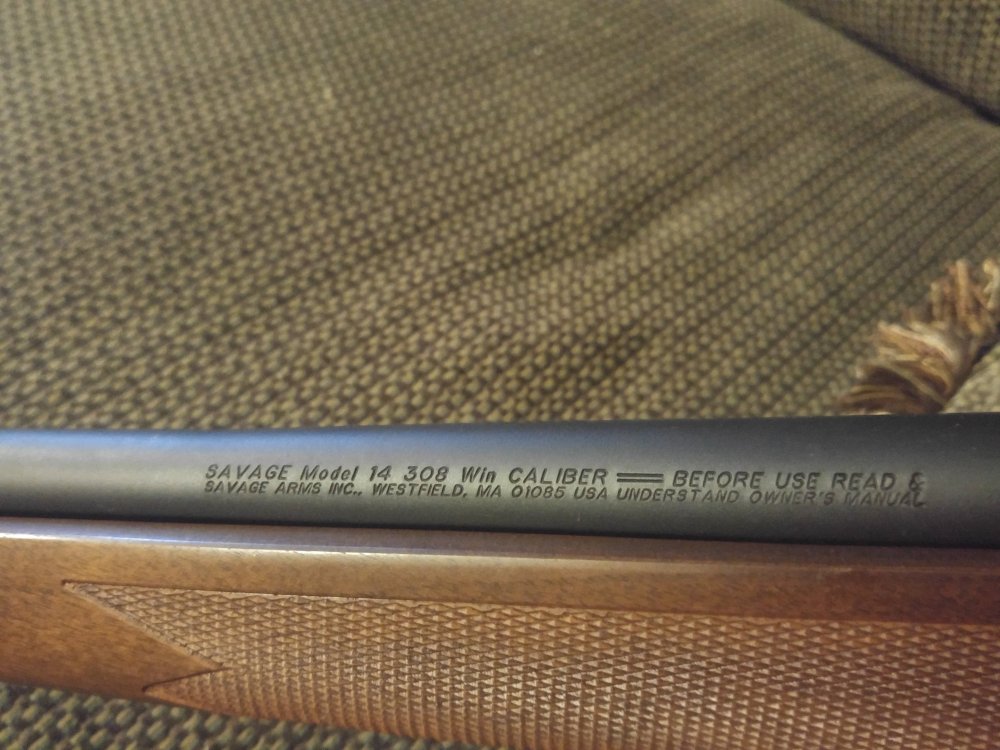 SAVAGE Model 14 308 Win CALIBER ══ BEFORE USE READ &
SAVAGE ARMS INC., WESTFIELD, MA 01085 USA UNDERSTAND OWNER'S MANUAL